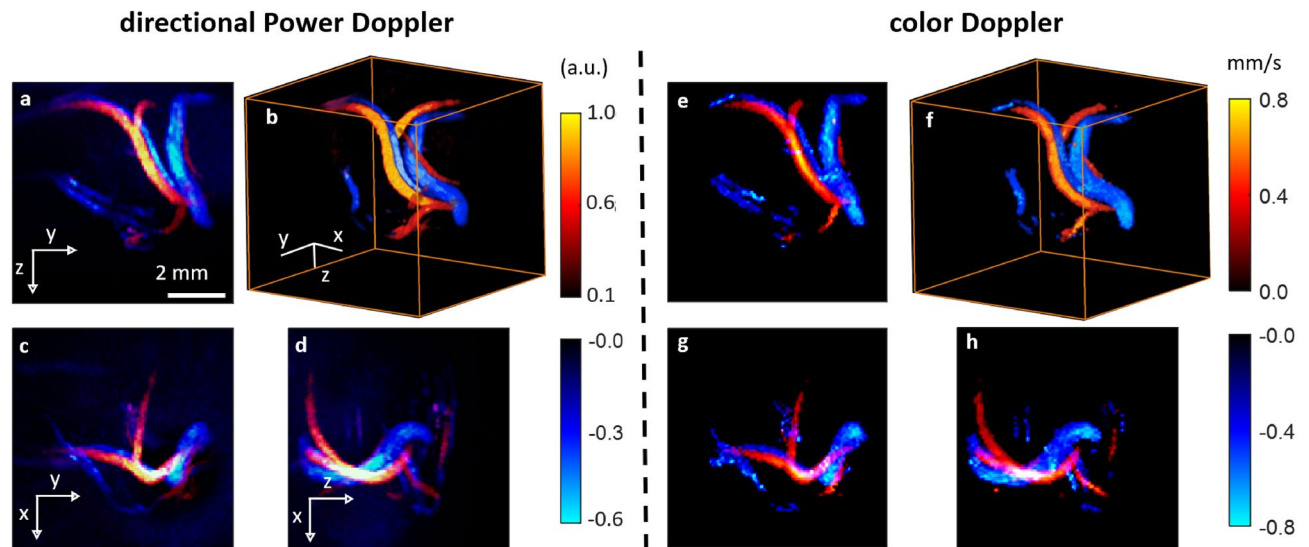 directional Power Doppler
color Doppler
(a.u.)
mm/s
a
b
e
f
1.0
0.6
0.1
0.8
0.4
0.0
y
z
2 mm
y
x
z
c
d
g
h
-0.0
-0.3
-0.6
-0.0
-0.4
-0.8
y
x
x